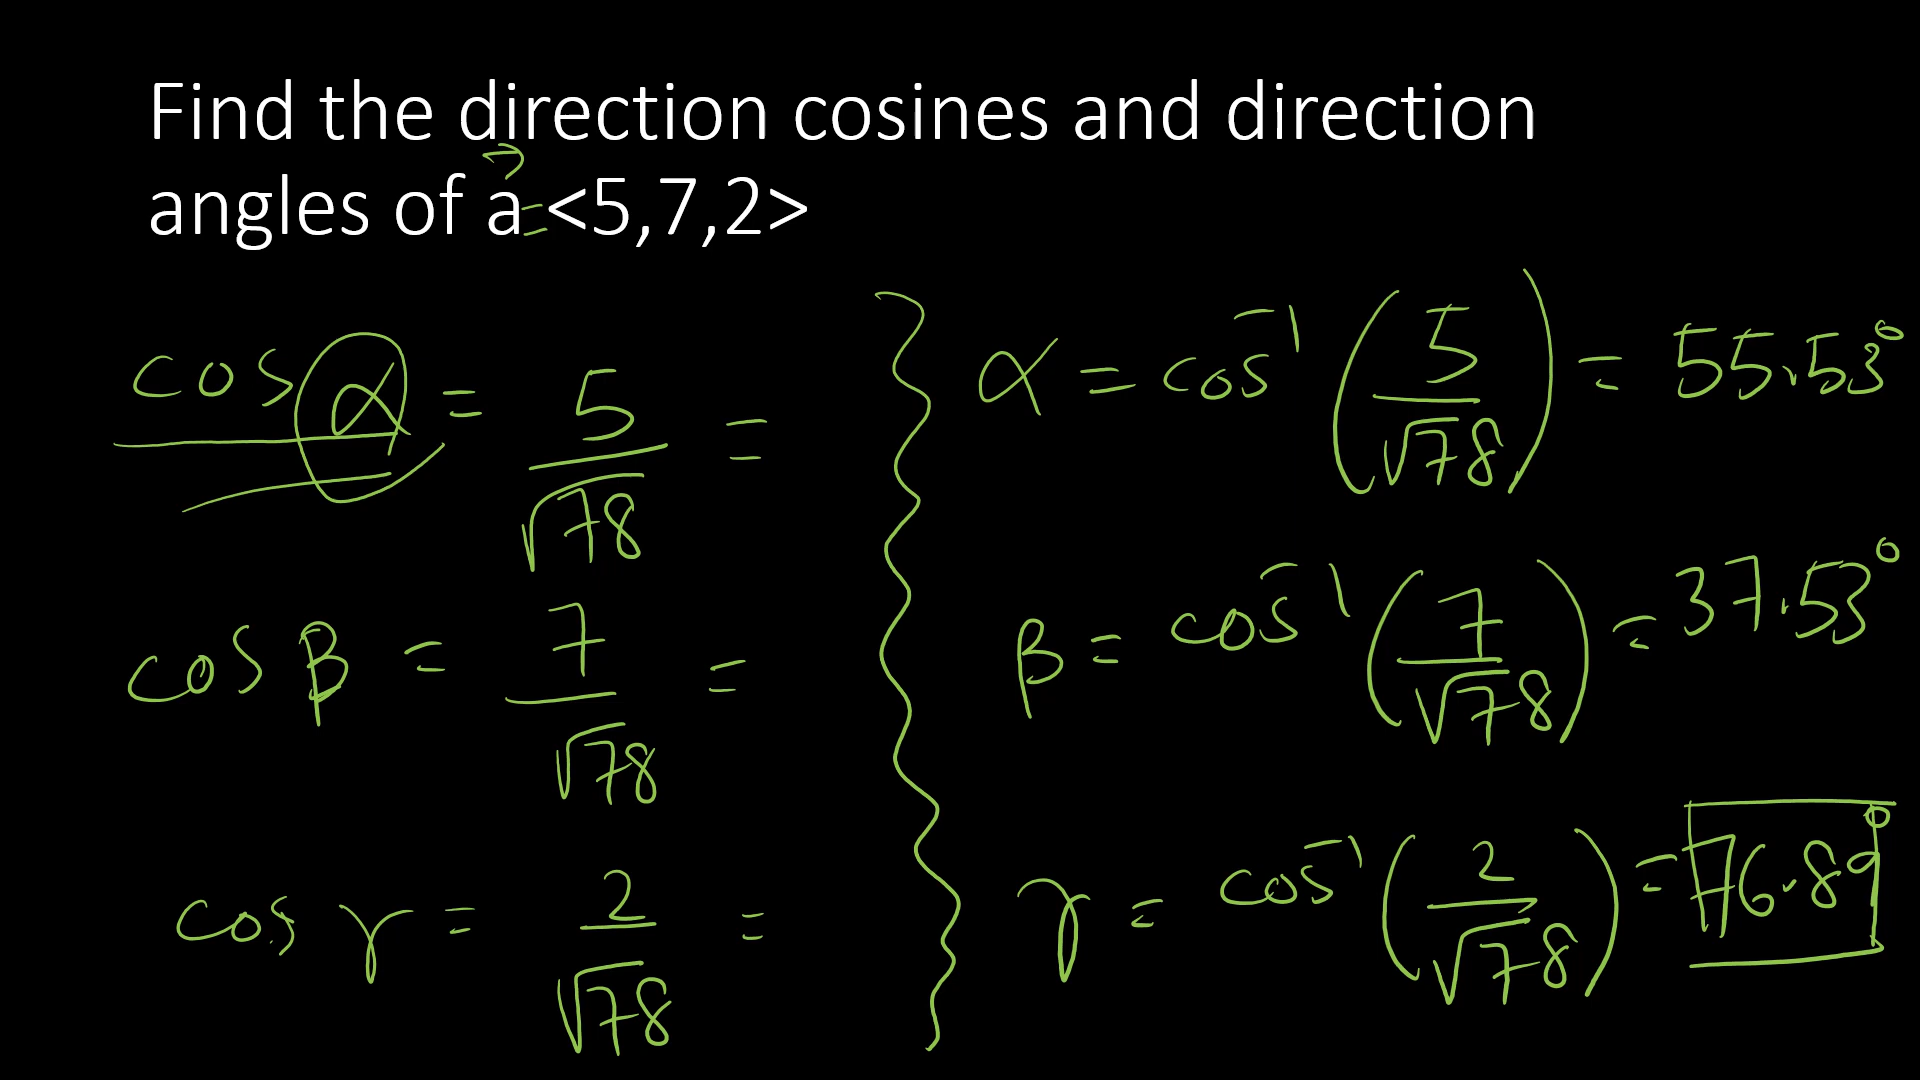 Find the direction cosines and direction
angles of a⃗ = <5,7,2>
cos α = 5/√78 =
cos β = 7/√78 =
cos γ = 2/√78 =
α = cos⁻¹ (5/√78) = 55.53°
β = cos⁻¹ (7/√78) = 37.53°
γ = cos⁻¹ (2/√78) = 76.89°